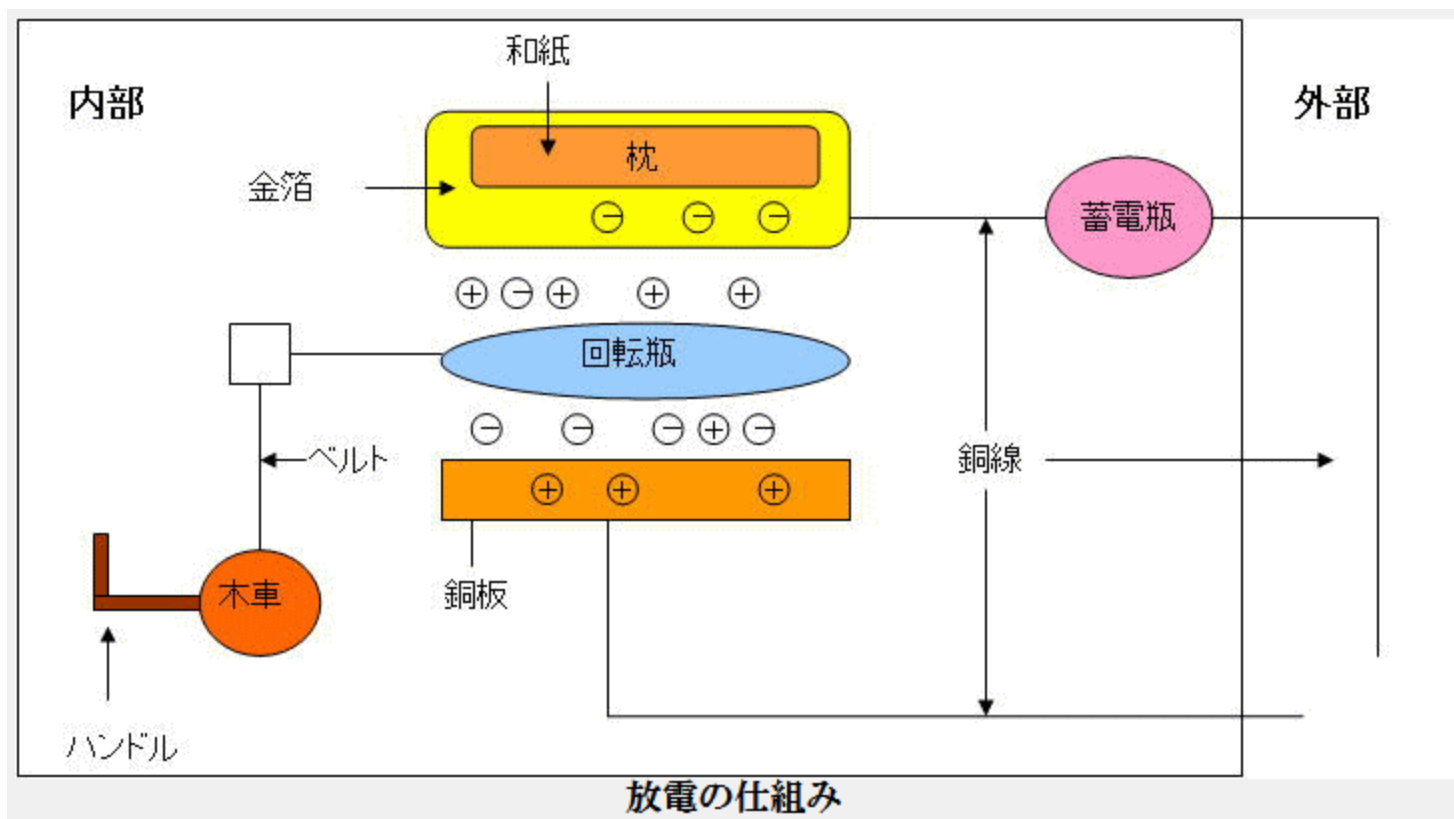 和紙
内部
外部
枕
金箔
蓄電瓶
回転瓶
ベルト
銅線
木車
銅板
ハンドル
放電の仕組み